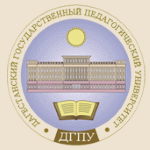 ДАГЕСТАНСКИЙ ГОСУДАРСТВЕННЫЙ ПЕДАГОГИЧЕСКИЙ УНИВЕРСИТЕТ
ДГПУ